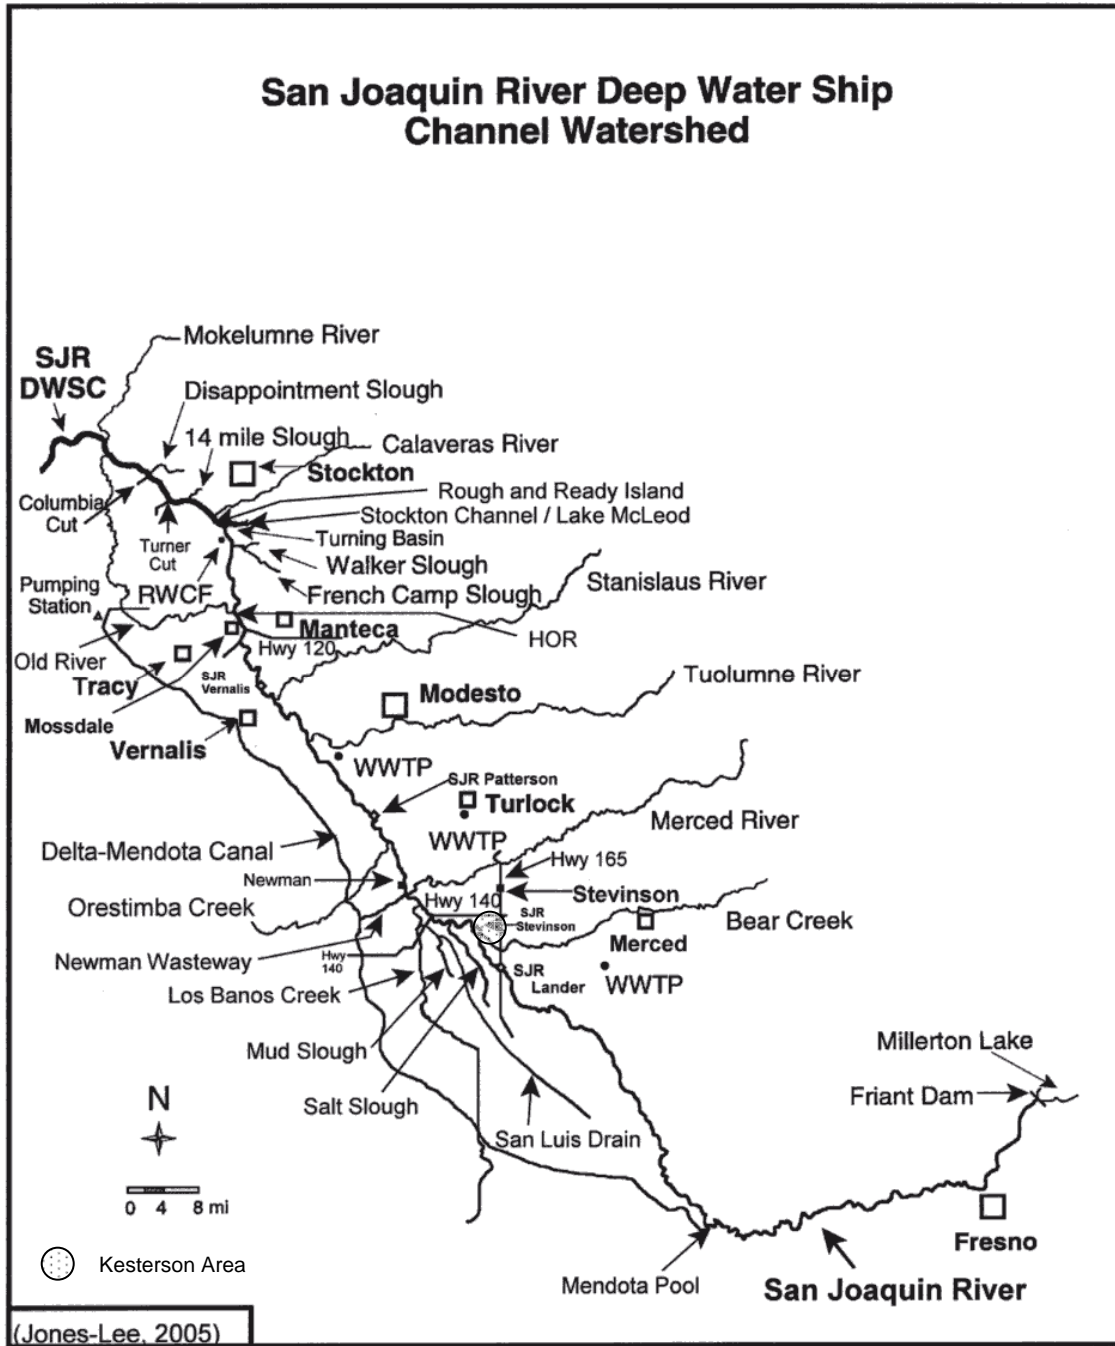 San Joaquin River Deep Water Ship
Channel Watershed
Mokelumne River
SJR
DWSC
Disappointment Slough
14 mile Slough
Calaveras River
Stockton
Rough and Ready Island
Columbia
Cut
Stockton Channel / Lake McLeod
Turning Basin
Turner
Cut
Walker Slough
Pumping
Station
RWCF
French Camp Slough
Stanislaus River
Manteca
HOR
Hwy 120
Old River
Tracy
SJR
Vernalis
Tuolumne River
Modesto
Mossdale
Vernalis
WWTP
SJR Patterson
Turlock
WWTP
Merced River
Delta-Mendota Canal
Hwy 165
Newman
Stevinson
Hwy 140
Orestimba Creek
SJR
Stevinson
Bear Creek
Merced
Newman Wasteway
Hwy
140
SJR
Lander
WWTP
Los Banos Creek
Mud Slough
Millerton Lake
Friant Dam
Salt Slough
N
San Luis Drain
0 4 8 mi
Fresno
Kesterson Area
Mendota Pool
San Joaquin River
(Jones-Lee, 2005)